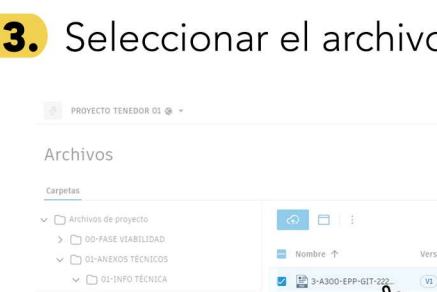 3. Seleccionar el archivo
PROYECTO TENEDOR 01
Archivos
Carpetas
Archivos de proyecto
00-FASE VIABILIDAD
01-ANEXOS TÉCNICOS
01-INFO TÉCNICA
Nombre ↑
3-A300-EPP-GIT-222...
V1